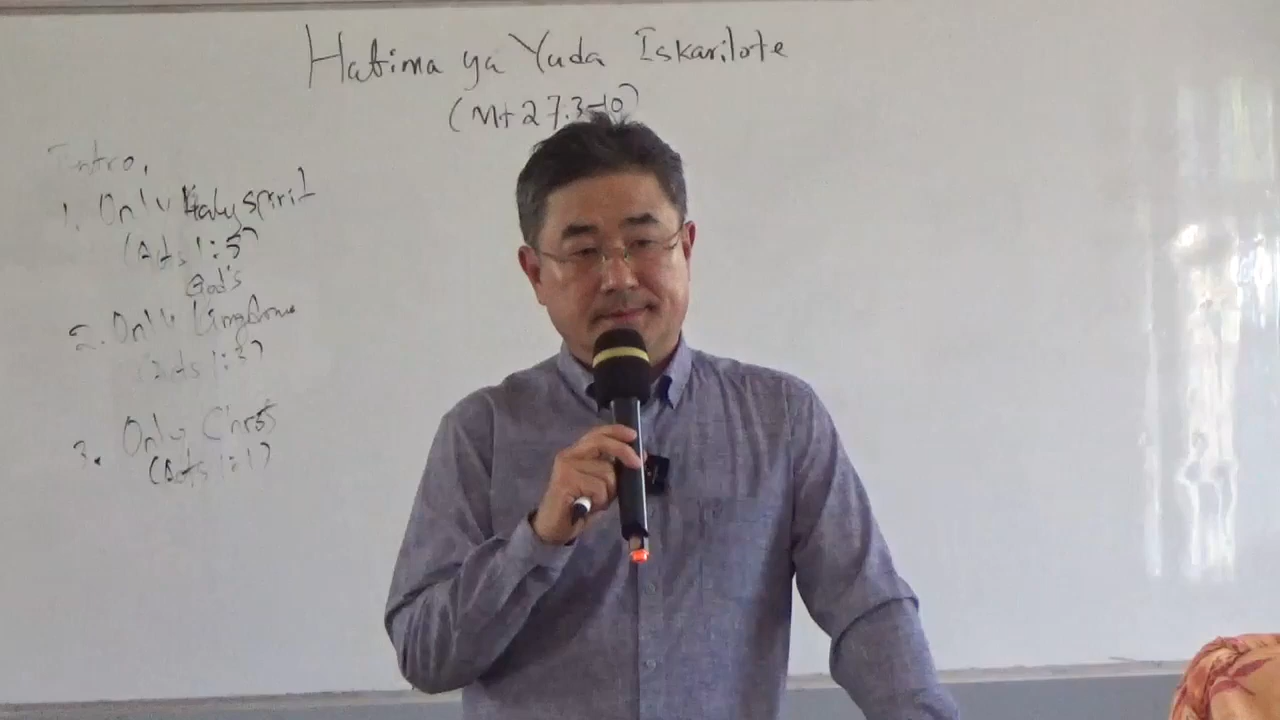 Hatima ya Yuda Iskarilote
(Mt 27.3-10)
Intro.
1. Only Holy spirit
(Acts 1:5)
God's
2. Only kingdom
(Acts 1:3)
3. Only Christ
(Acts 1:1)